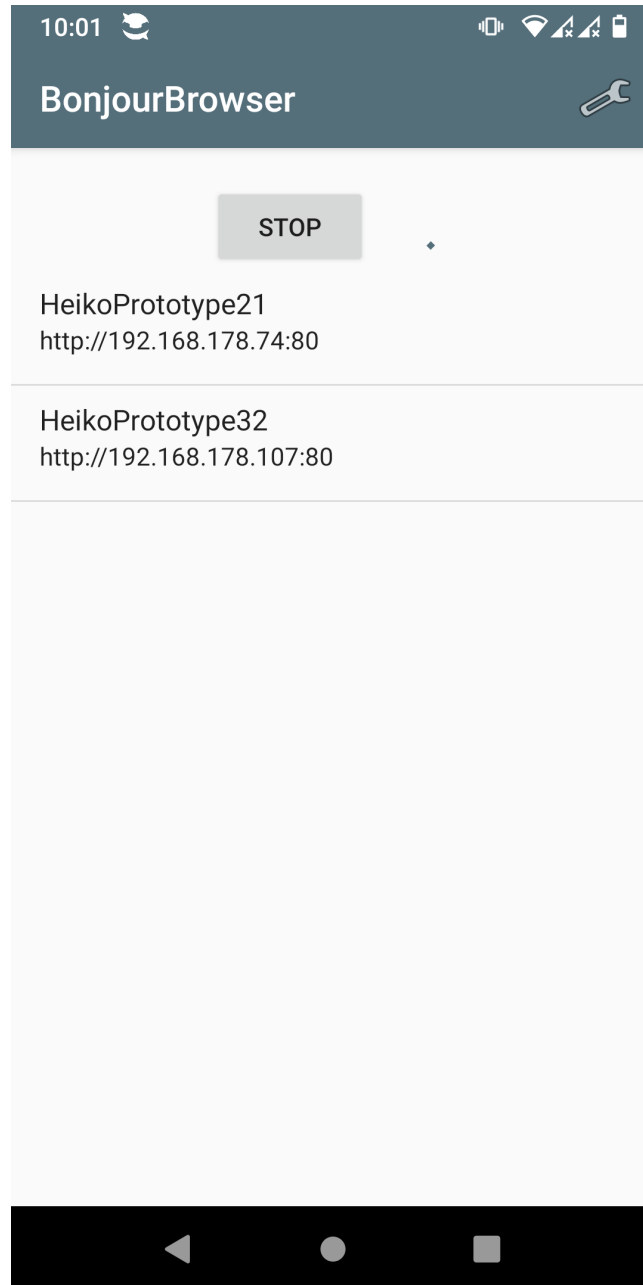 10:01
BonjourBrowser
STOP
HeikoPrototype21
http://192.168.178.74:80
HeikoPrototype32
http://192.168.178.107:80